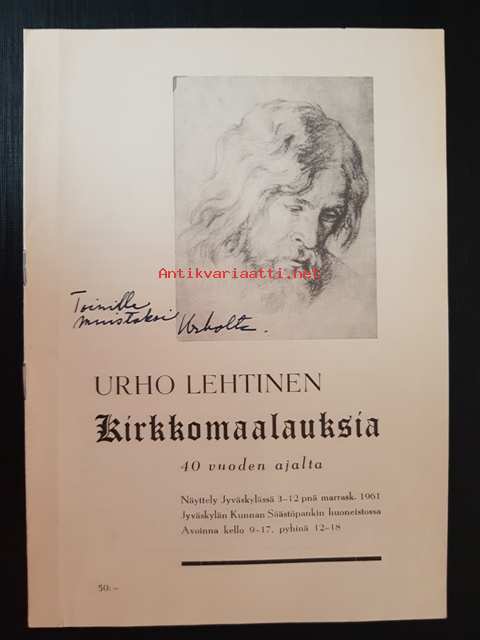 Antikvariaatti.net
Toinille
muistoksi Urholta.
URHO LEHTINEN
Kirkkomaalauksia
40 vuoden ajalta
Näyttely Jyväskylässä 3–12 pnä marrask. 1961
Jyväskylän Kunnan Säästöpankin huoneistossa
Avoinna kello 9–17, pyhinä 12–18
50:–